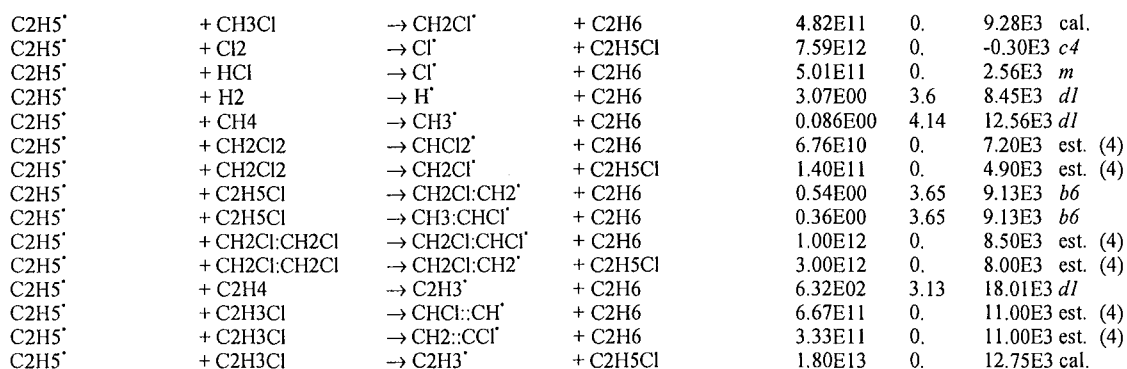 C2H5• + CH3Cl → CH2Cl• + C2H6 4.82E11 0. 9.28E3 cal.
C2H5• + Cl2 → Cl• + C2H5Cl 7.59E12 0. -0.30E3 c4
C2H5• + HCl → Cl• + C2H6 5.01E11 0. 2.56E3 m
C2H5• + H2 → H• + C2H6 3.07E00 3.6 8.45E3 d1
C2H5• + CH4 → CH3• + C2H6 0.086E00 4.14 12.56E3 d1
C2H5• + CH2Cl2 → CHCl2• + C2H6 6.76E10 0. 7.20E3 est. (4)
C2H5• + CH2Cl2 → CH2Cl• + C2H5Cl 1.40E11 0. 4.90E3 est. (4)
C2H5• + C2H5Cl → CH2Cl:CH2• + C2H6 0.54E00 3.65 9.13E3 b6
C2H5• + C2H5Cl → CH3:CHCl• + C2H6 0.36E00 3.65 9.13E3 b6
C2H5• + CH2Cl:CH2Cl → CH2Cl:CHCl• + C2H6 1.00E12 0. 8.50E3 est. (4)
C2H5• + CH2Cl:CH2Cl → CH2Cl:CH2• + C2H5Cl 3.00E12 0. 8.00E3 est. (4)
C2H5• + C2H4 → C2H3• + C2H6 6.32E02 3.13 18.01E3 d1
C2H5• + C2H3Cl → CHCl::CH• + C2H6 6.67E11 0. 11.00E3 est. (4)
C2H5• + C2H3Cl → CH2::CCl• + C2H6 3.33E11 0. 11.00E3 est. (4)
C2H5• + C2H3Cl → C2H3• + C2H5Cl 1.80E13 0. 12.75E3 cal.